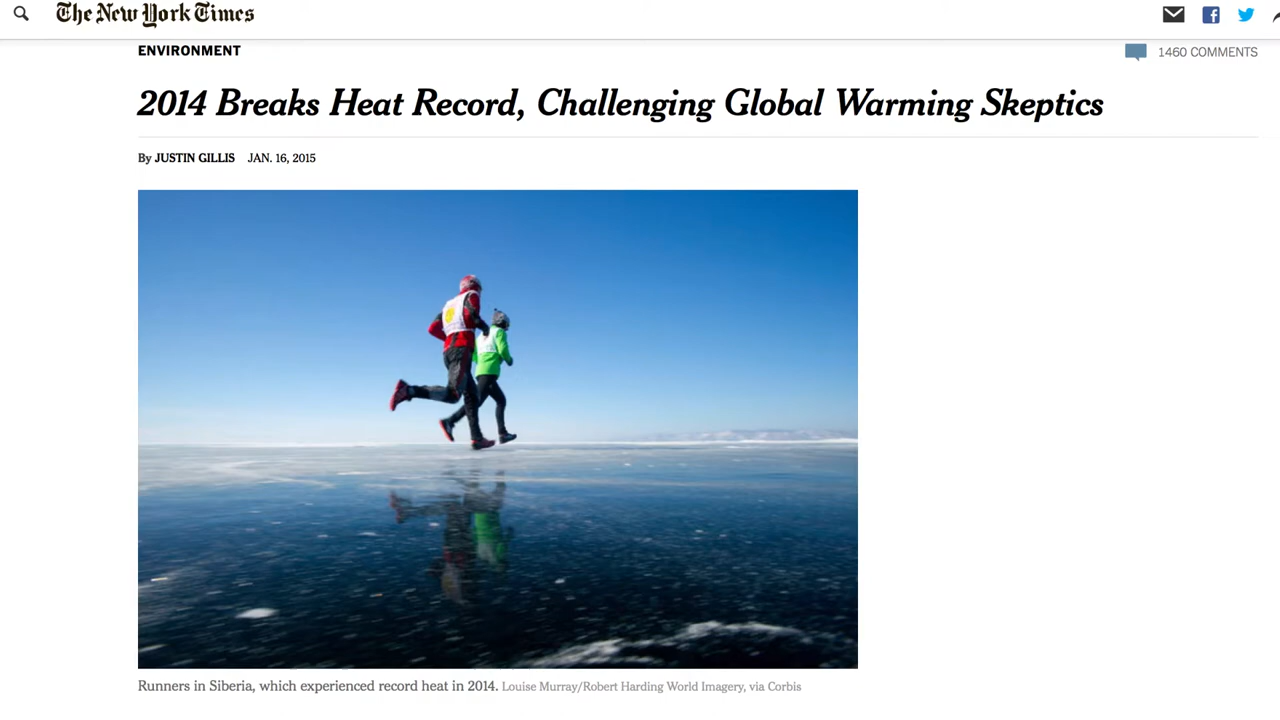 The New York Times
ENVIRONMENT
1460 COMMENTS
2014 Breaks Heat Record, Challenging Global Warming Skeptics
By JUSTIN GILLIS JAN. 16, 2015
Runners in Siberia, which experienced record heat in 2014. Louise Murray/Robert Harding World Imagery, via Corbis